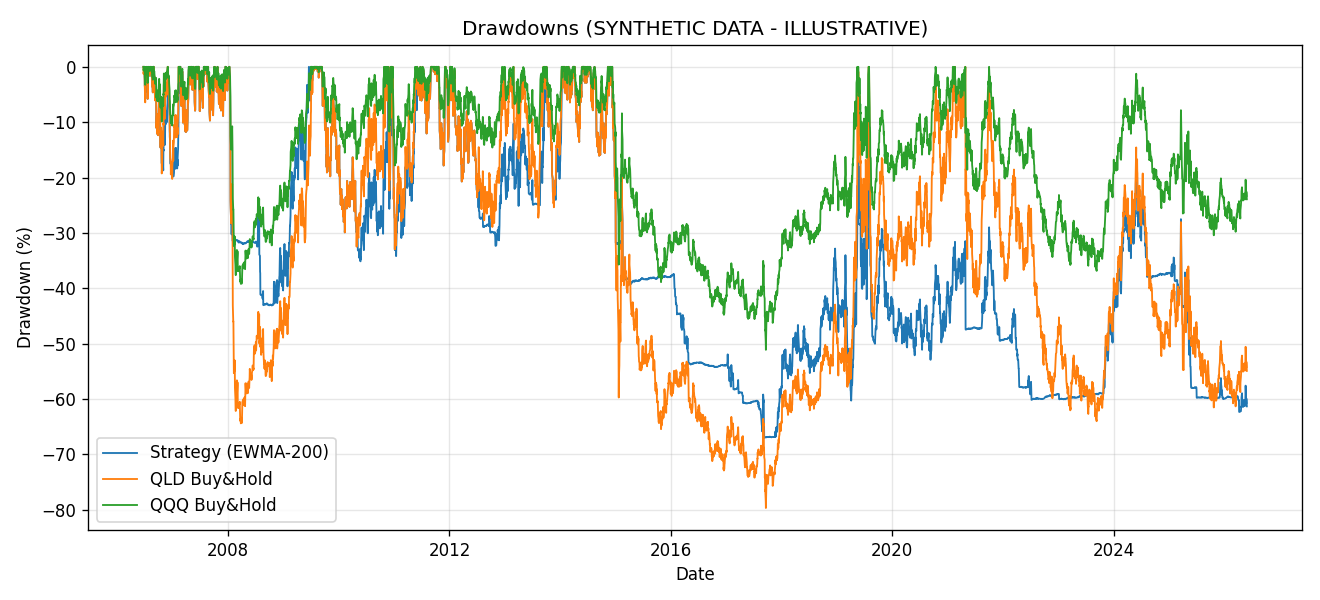 Drawdowns (SYNTHETIC DATA - ILLUSTRATIVE)
Drawdown (%)
0
−10
−20
−30
−40
−50
−60
−70
−80
Strategy (EWMA-200)
QLD Buy&Hold
QQQ Buy&Hold
2008 2012 2016 2020 2024
Date